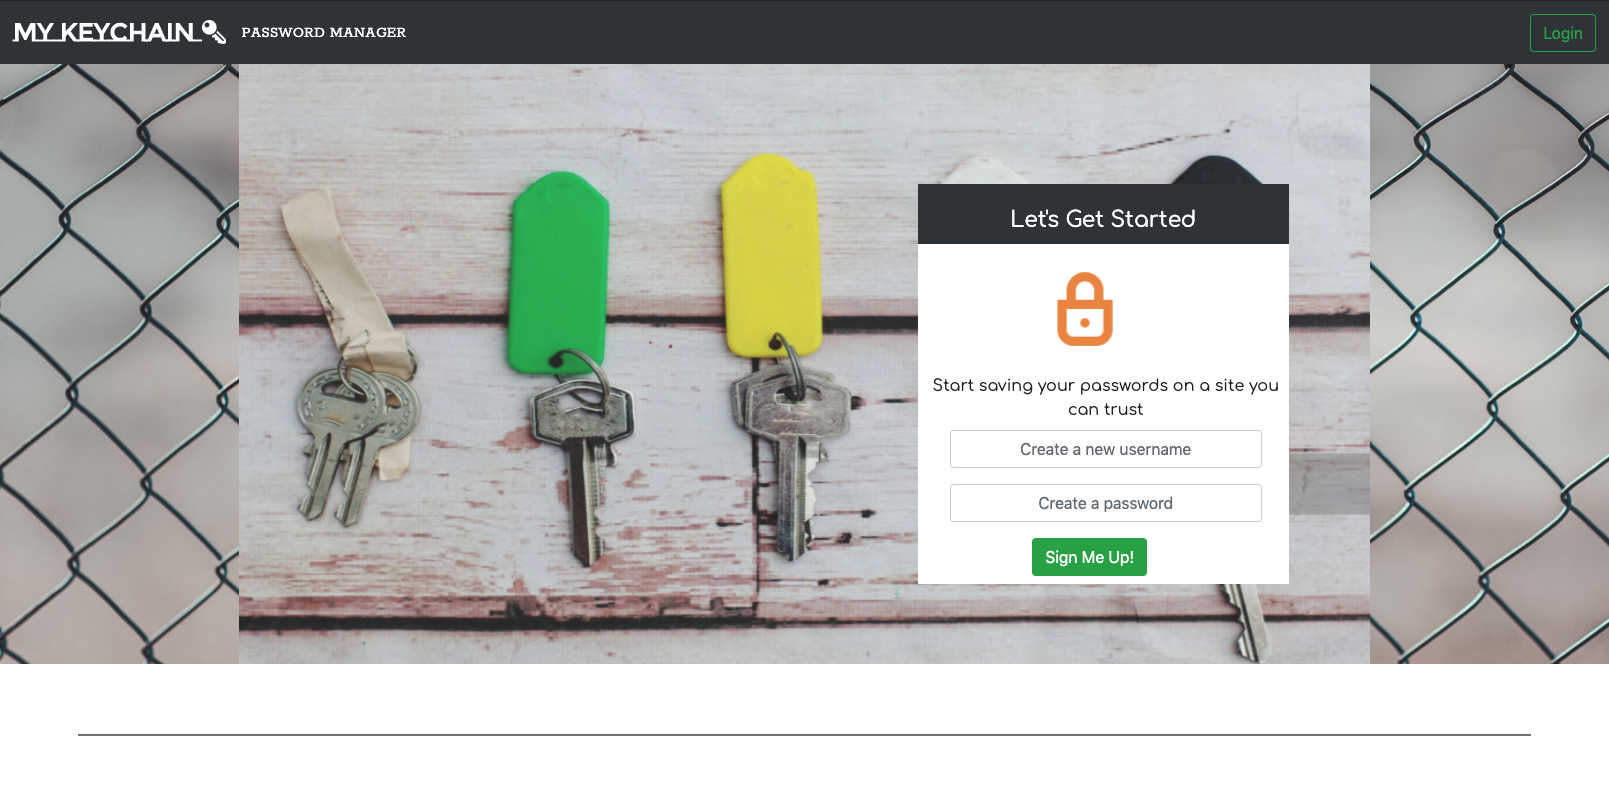 MY KEYCHAIN PASSWORD MANAGER
Login
Let's Get Started
Start saving your passwords on a site you
can trust
Create a new username
Create a password
Sign Me Up!